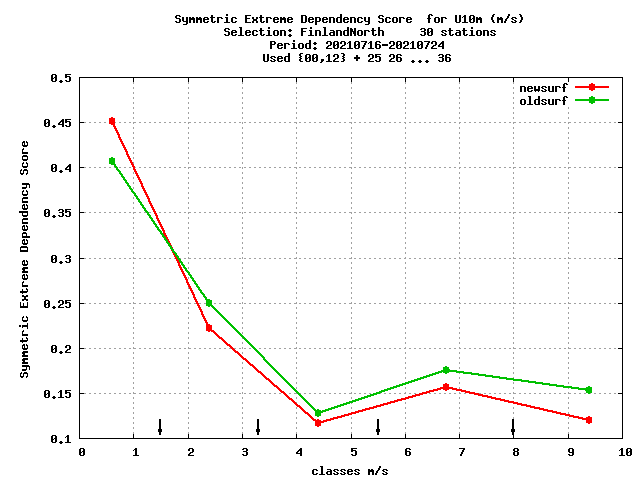 Symmetric Extreme Dependency Score  for U10m (m/s)
Selection: FinlandNorth     30 stations
Period: 20210716-20210724
Used {00,12} + 25 26 ... 36
newsurf
oldsurf
0.5
0.45
0.4
0.35
0.3
0.25
0.2
0.15
0.1
Symmetric Extreme Dependency Score
0 1 2 3 4 5 6 7 8 9 10
classes m/s